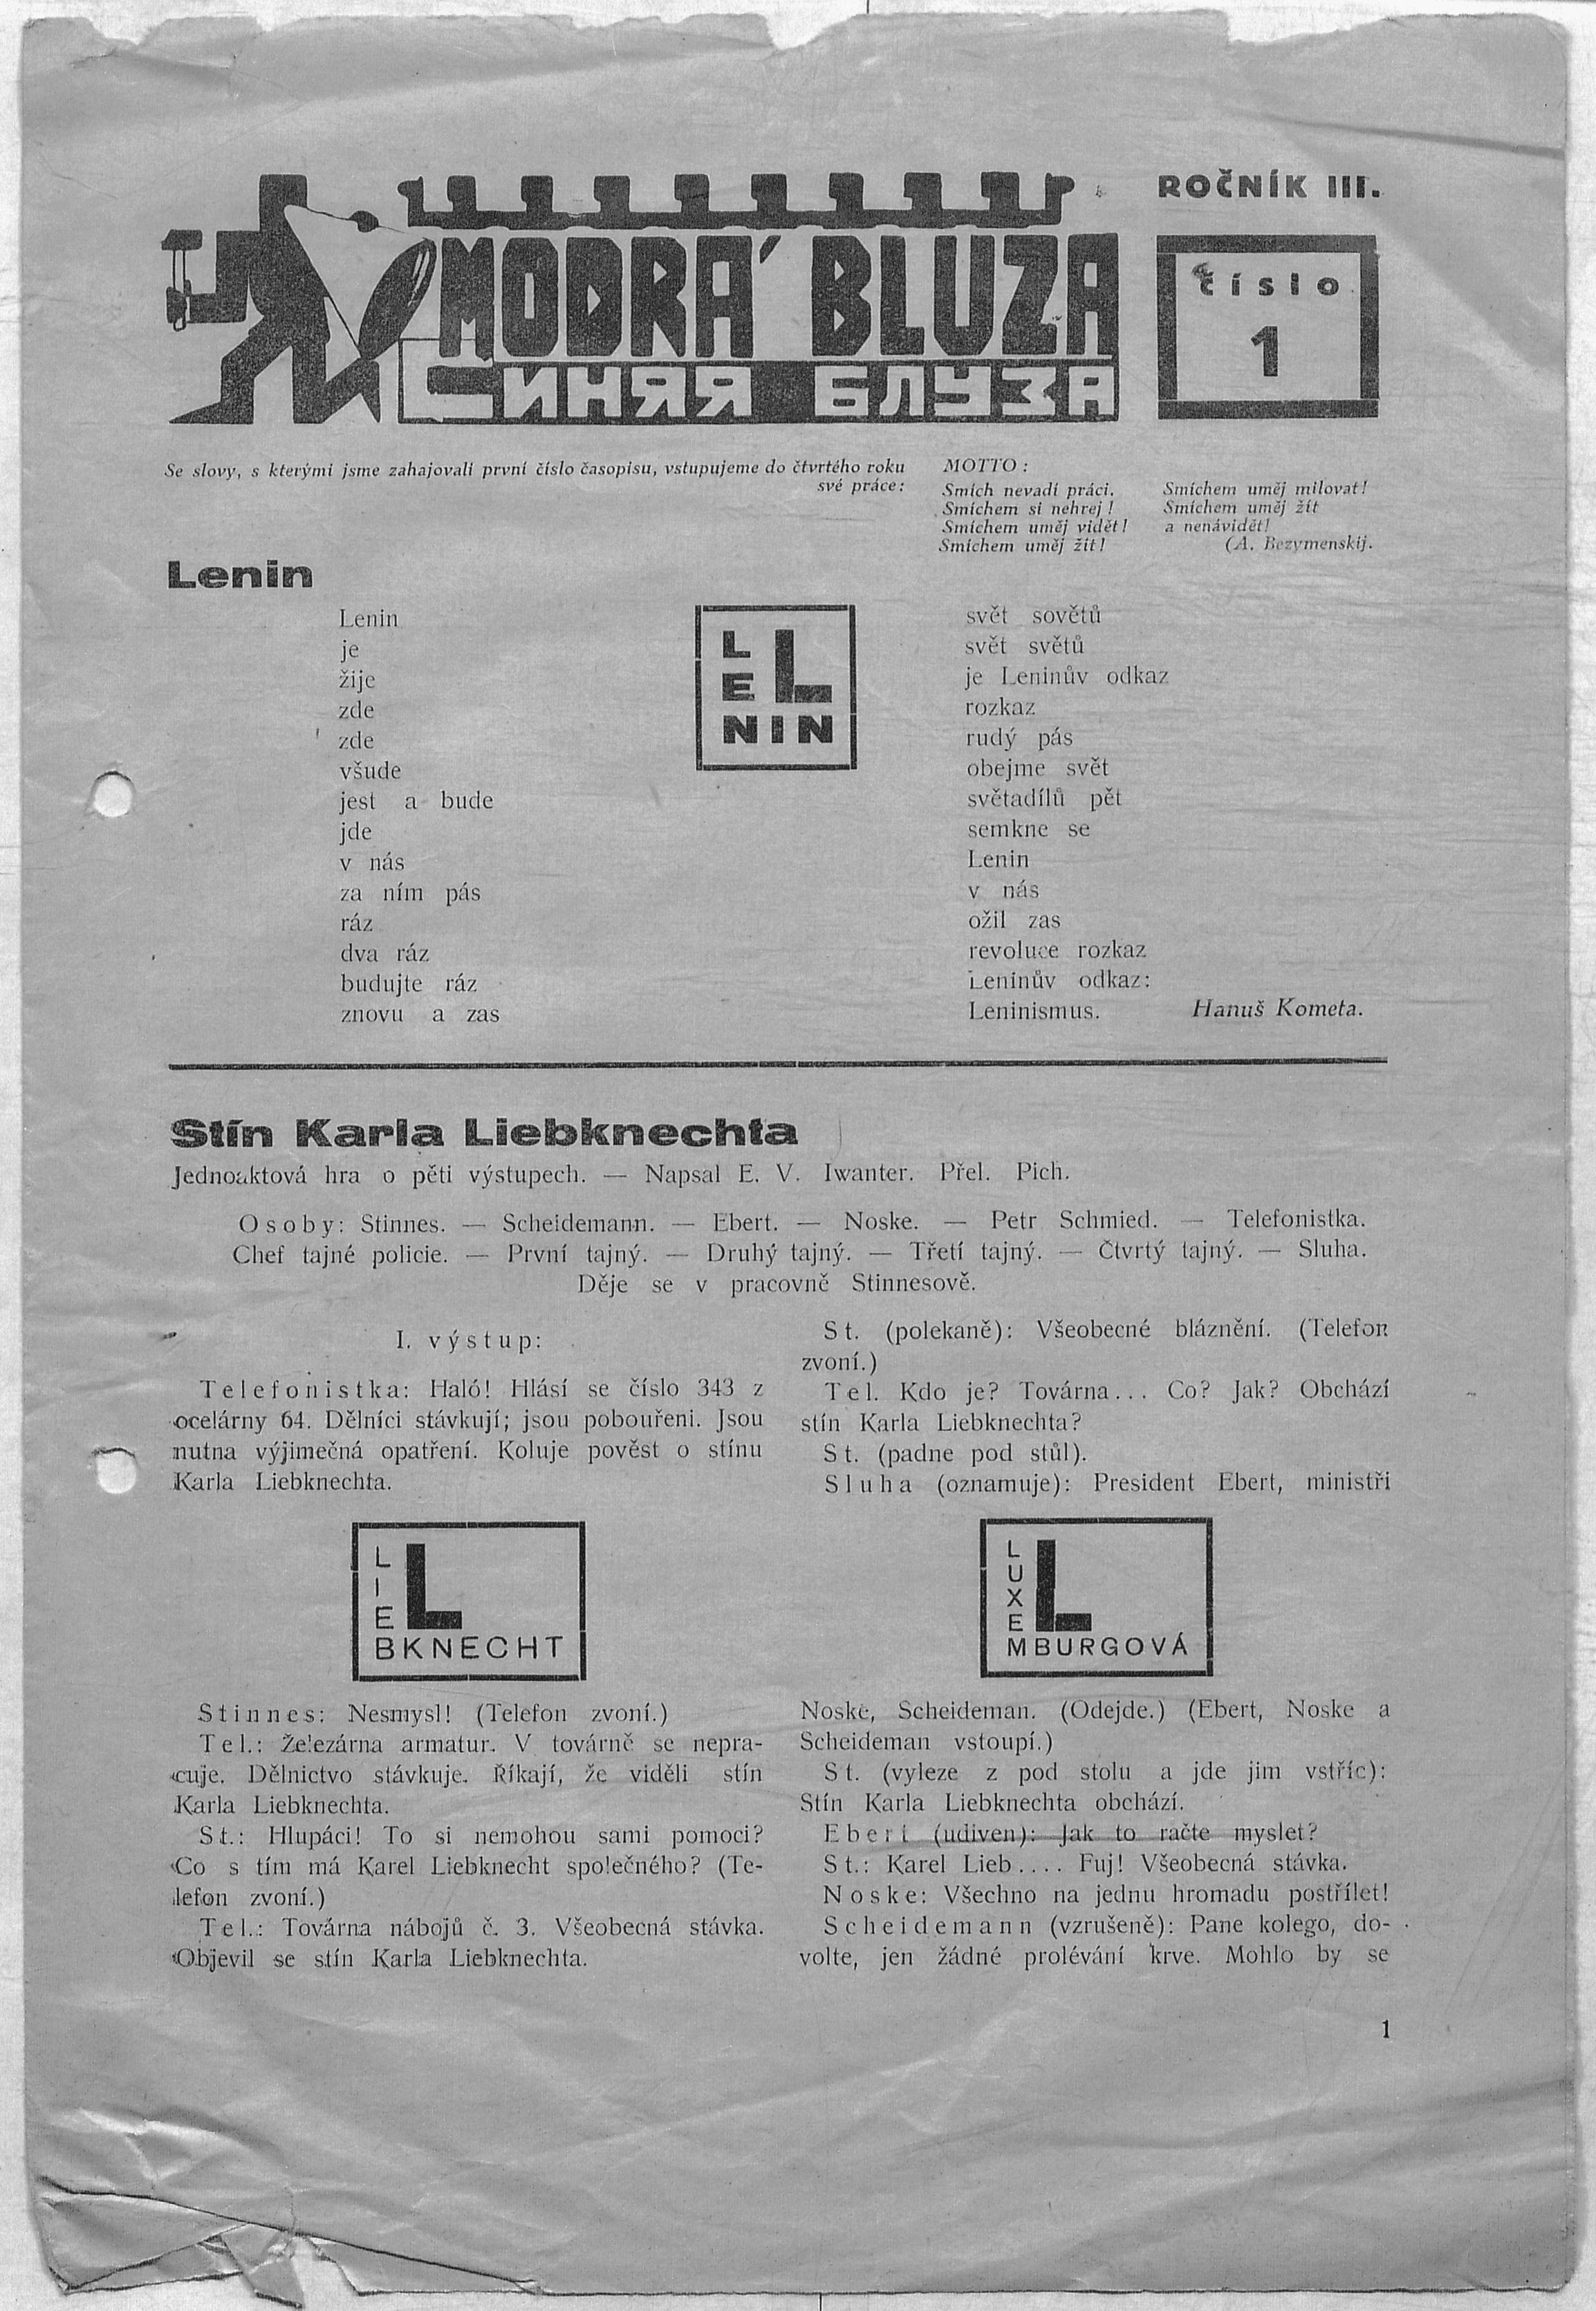 ROČNÍK III.
MODRÁ BLUZA
СИНЯЯ БЛУЗА
číslo
1
Se slovy, s kterými jsme zahajovali první číslo časopisu, vstupujeme do čtvrtého roku
své práce:
MOTTO :
Smích nevadí práci.
Smíchem si nehrej !
Smíchem uměj vidět !
Smíchem uměj žít !
Smíchem uměj milovat!
Smíchem uměj žít
a nenávidět!
(A. Bezymenskij.
Lenin
Lenin
je
žije
zde
zde
všude
jest a bude
jde
v nás
za ním pás
ráz
dva ráz
budujte ráz
znovu a zas
L L
E
NIN
svět sovětů
svět světů
je Leninův odkaz
rozkaz
rudý pás
obejme svět
světadílů pět
semkne se
Lenin
v nás
ožil zas
revoluce rozkaz
Leninův odkaz:
Leninismus. Hanuš Kometa.
Stín Karla Liebknechta
Jednoaktová hra o pěti výstupech. — Napsal E. V. Iwanter. Přel. Pich.
Osoby: Stinnes. — Scheidemann. — Ebert. — Noske. — Petr Schmied. — Telefonistka.
Chef tajné policie. — První tajný. — Druhý tajný. — Třetí tajný. — Čtvrtý tajný. — Sluha.
Děje se v pracovně Stinnesově.
I. výstup:
Telefonistka: Haló! Hlásí se číslo 343 z
ocelárny 64. Dělníci stávkují; jsou pobouřeni. Jsou
nutna výjimečná opatření. Koluje pověst o stínu
Karla Liebknechta.
L L
I
E
BKNECHT
Stinnes: Nesmysl! (Telefon zvoní.)
Tel.: Železárna armatur. V továrně se nepra-
cuje. Dělnictvo stávkuje. Říkají, že viděli stín
Karla Liebknechta.
St.: Hlupáci! To si nemohou sami pomoci?
Co s tím má Karel Liebknecht společného? (Te-
lefon zvoní.)
Tel.: Továrna nábojů č. 3. Všeobecná stávka.
Objevil se stín Karla Liebknechta.
St. (polekaně): Všeobecné bláznění. (Telefon
zvoní.)
Tel. Kdo je? Továrna... Co? Jak? Obchází
stín Karla Liebknechta?
St. (padne pod stůl).
Sluha (oznamuje): President Ebert, ministři
L L
U
X
E
MBURGOVÁ
Noske, Scheideman. (Odejde.) (Ebert, Noske a
Scheideman vstoupí.)
St. (vyleze z pod stolu a jde jim vstříc):
Stín Karla Liebknechta obchází.
Ebert (udiven): Jak to račte myslet?
St.: Karel Lieb.... Fuj! Všeobecná stávka.
Noske: Všechno na jednu hromadu postřílet!
Scheidemann (vzrušeně): Pane kolego, do-
volte, jen žádné prolévání krve. Mohlo by se
1